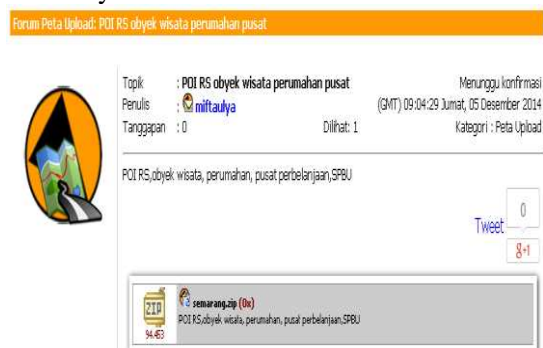 Forum Peta Upload: POI RS obyek wisata perumahan pusat
Topik : POI RS obyek wisata perumahan pusat Menunggu konfirmasi
Penulis : miftaulya (GMT) 09:04:29 Jumat, 05 Desember 2014
Tanggapan : 0 Dilihat: 1 Kategori : Peta Upload
POI RS,obyek wisata, perumahan, pusat perbelanjaan,SPBU
Tweet
0
g+1
ZIP
94.453
semarang.zip (0x)
POI RS,obyek wisata, perumahan, pusat perbelanjaan,SPBU